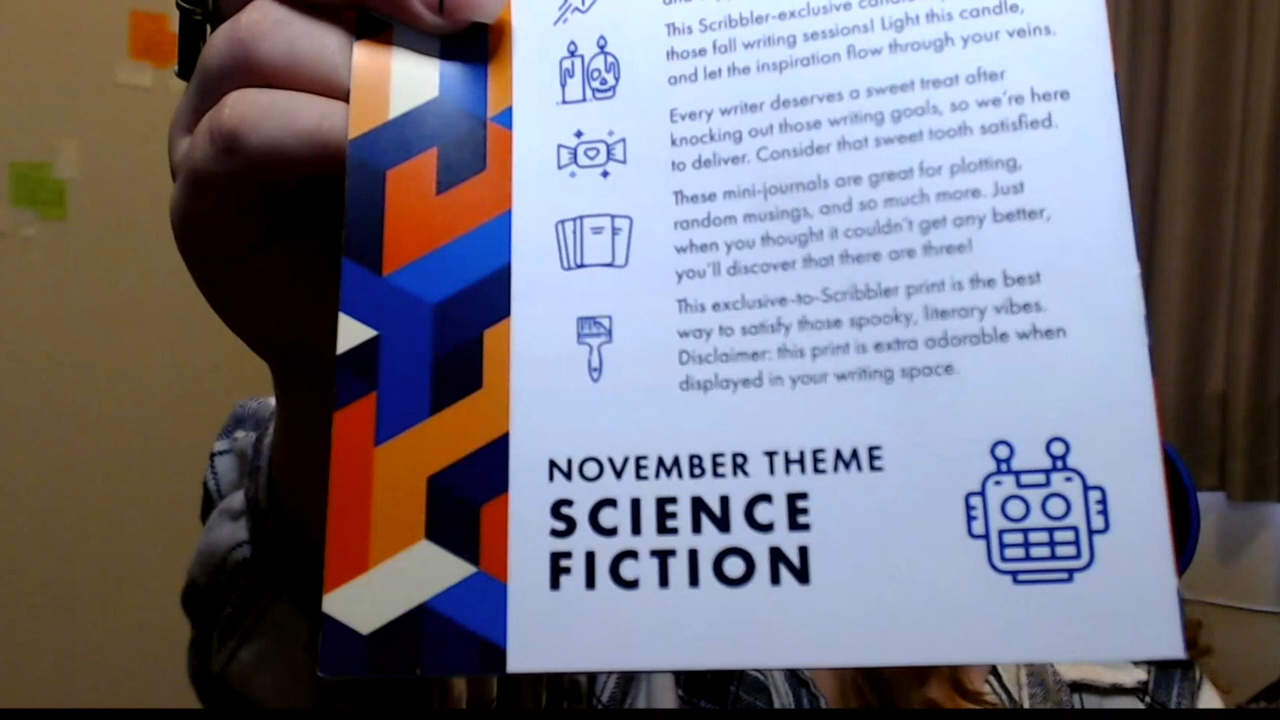 This Scribbler-exclusive
those fall writing sessions! Light this candle,
and let the inspiration flow through your veins.
Every writer deserves a sweet treat after
knocking out those writing goals, so we're here
to deliver. Consider that sweet tooth satisfied.
These mini-journals are great for plotting,
random musings, and so much more. Just
when you thought it couldn't get any better,
you'll discover that there are three!
This exclusive-to-Scribbler print is the best
way to satisfy those spooky, literary vibes.
Disclaimer: this print is extra adorable when
displayed in your writing space.
NOVEMBER THEME
SCIENCE
FICTION